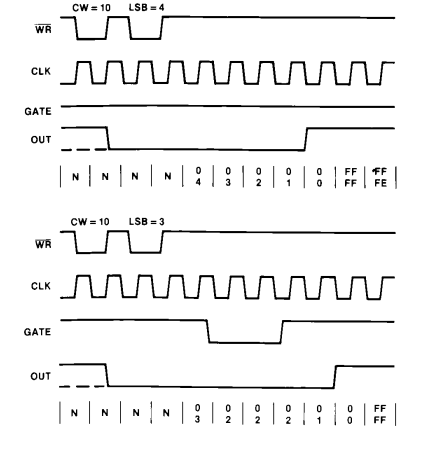 CW = 10 LSB = 4
WR
CLK
GATE
OUT
N N N N 0 0 0 0 0 FF FF
4 3 2 1 0 FF FE
CW = 10 LSB = 3
WR
CLK
GATE
OUT
N N N N 0 0 0 0 0 0 FF
3 2 2 2 1 0 FF